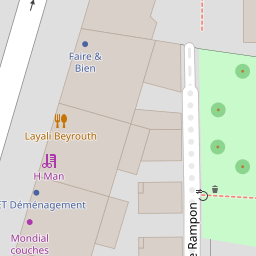 Faire &
Bien
Layali Beyrouth
H-Man
ET Déménagement
Mondial
couches
Rampon